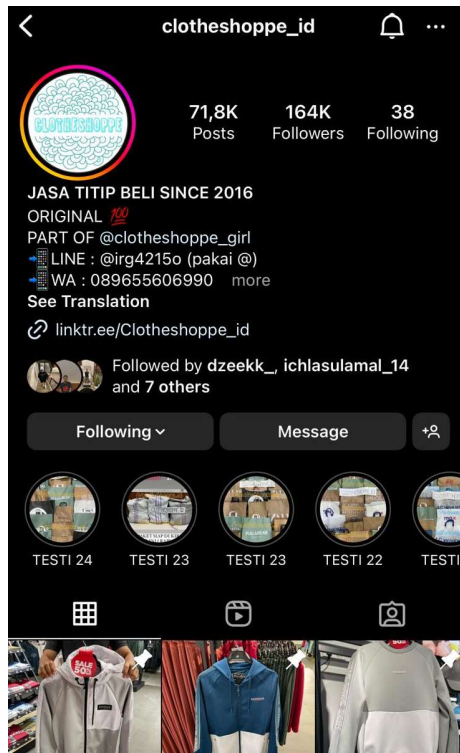 clotheshoppe_id
CLOTHESHOPPE
71,8K 164K 38
Posts Followers Following
JASA TITIP BELI SINCE 2016
ORIGINAL 💯
PART OF @clotheshoppe_girl
📲LINE : @irg4215o (pakai @)
📲WA : 089655606990 more
See Translation
linktr.ee/Clotheshoppe_id
Followed by dzeekk_, ichlasulamal_14
and 7 others
Following Message
TESTI 24 TESTI 23 TESTI 23 TESTI 22 TESTI
SALE
50%